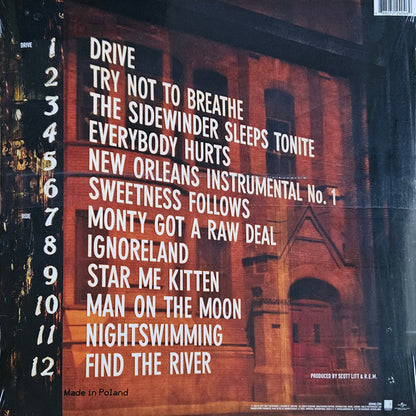 DRIVE
1 DRIVE
2 TRY NOT TO BREATHE
3 THE SIDEWINDER SLEEPS TONITE
4 EVERYBODY HURTS
5 NEW ORLEANS INSTRUMENTAL No. 1
6 SWEETNESS FOLLOWS
RIDE
7 MONTY GOT A RAW DEAL
8 IGNORELAND
9 STAR ME KITTEN
10 MAN ON THE MOON
11 NIGHTSWIMMING
12 FIND THE RIVER
PRODUCED BY SCOTT LITT & R.E.M.
Made in Poland